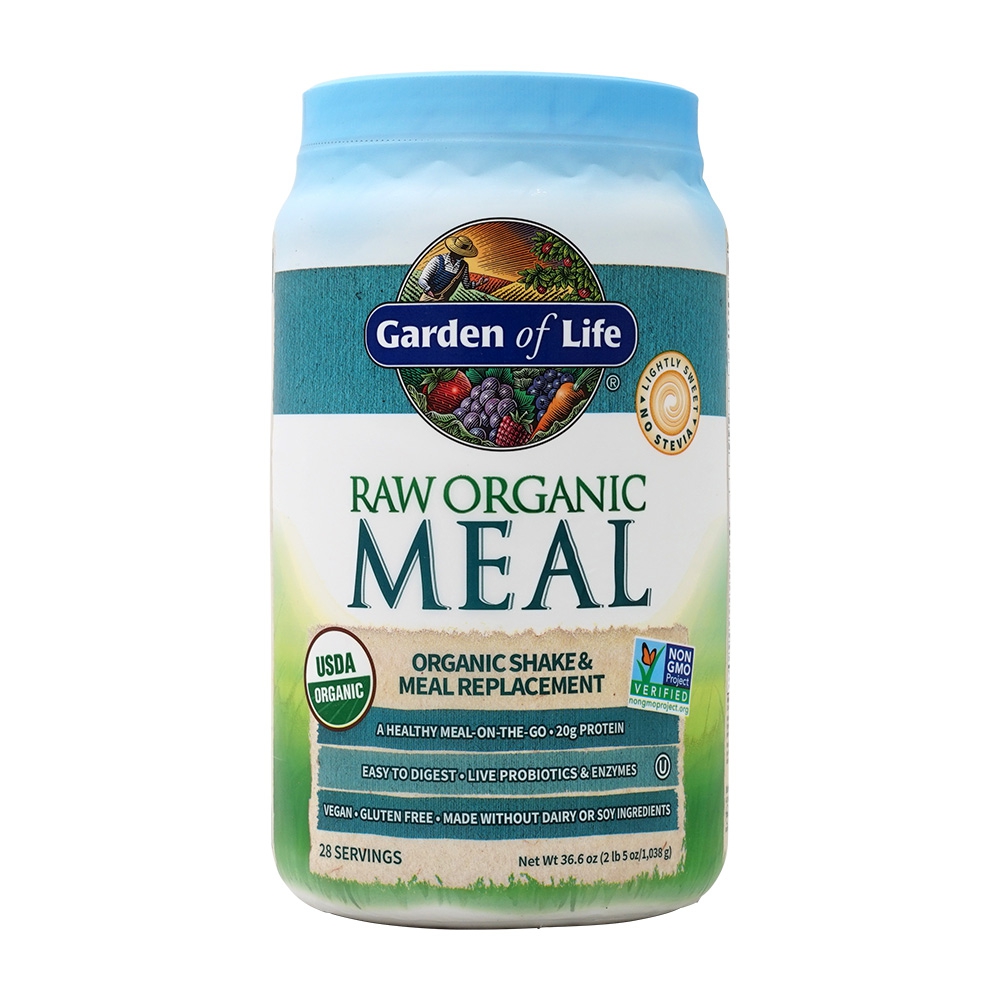 Garden of Life
®
LIGHTLY SWEET
NO STEVIA
RAW ORGANIC
MEAL
USDA
ORGANIC
ORGANIC SHAKE &
MEAL REPLACEMENT
NON
GMO
Project
VERIFIED
nongmoproject.org
A HEALTHY MEAL-ON-THE-GO • 20g PROTEIN
EASY TO DIGEST • LIVE PROBIOTICS & ENZYMES
U
VEGAN • GLUTEN FREE • MADE WITHOUT DAIRY OR SOY INGREDIENTS
28 SERVINGS
Net Wt 36.6 oz (2 lb 5 oz/1,038 g)